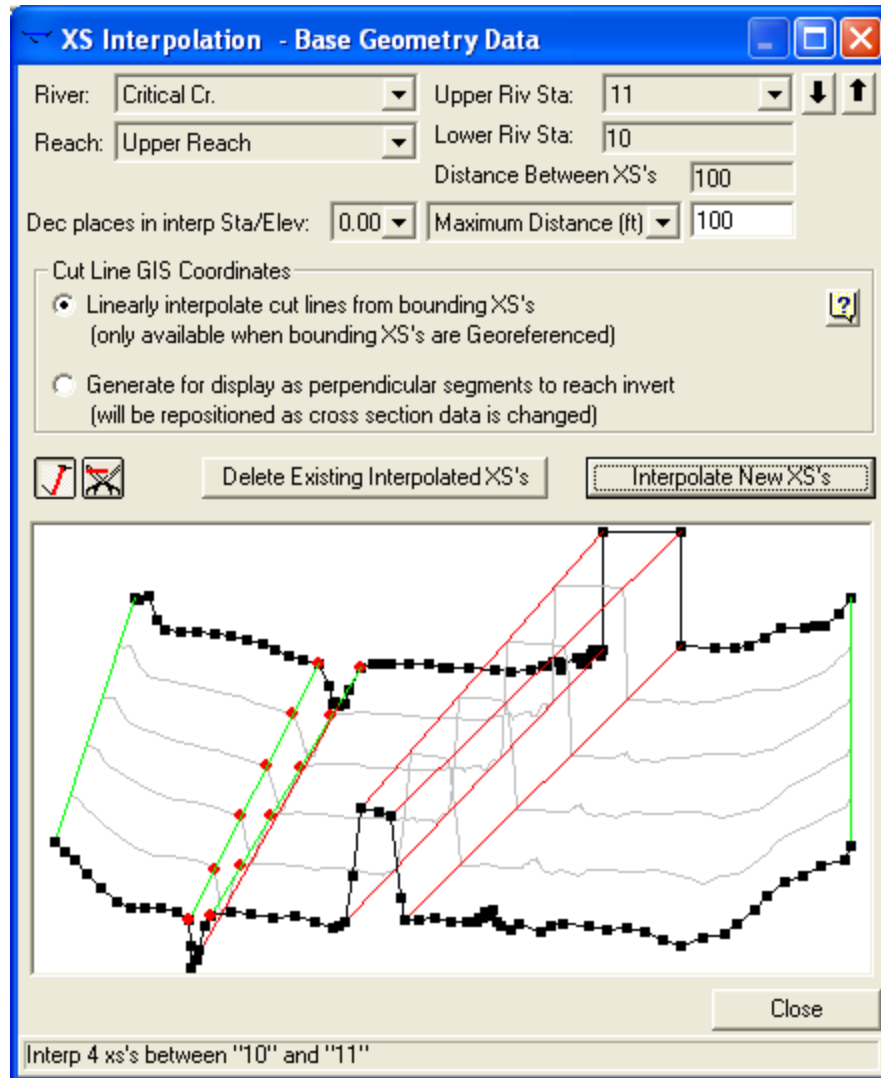 XS Interpolation - Base Geometry Data
River: Critical Cr. Upper Riv Sta: 11
Reach: Upper Reach Lower Riv Sta: 10
Distance Between XS's 100
Dec places in interp Sta/Elev: 0.00 Maximum Distance (ft) 100
Cut Line GIS Coordinates
Linearly interpolate cut lines from bounding XS's
(only available when bounding XS's are Georeferenced)
?
Generate for display as perpendicular segments to reach invert
(will be repositioned as cross section data is changed)
Delete Existing Interpolated XS's Interpolate New XS's
Close
Interp 4 xs's between "10" and "11"